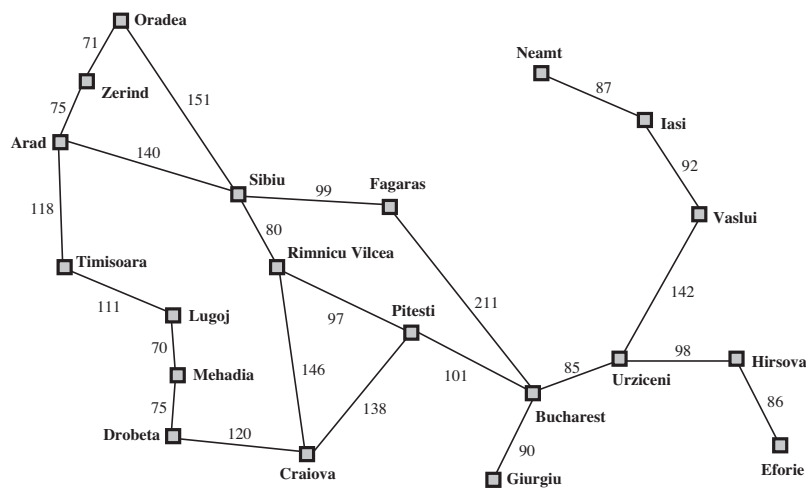 Oradea
71
Neamt
Zerind
87
75
151
Iasi
Arad
140
92
Sibiu
Fagaras
99
118
Vaslui
80
Timisoara
Rimnicu Vilcea
111
Lugoj
Pitesti
211
142
97
70
98
Hirsova
Mehadia
146
101
85
Urziceni
86
75
138
Bucharest
Drobeta
120
90
Craiova
Eforie
Giurgiu